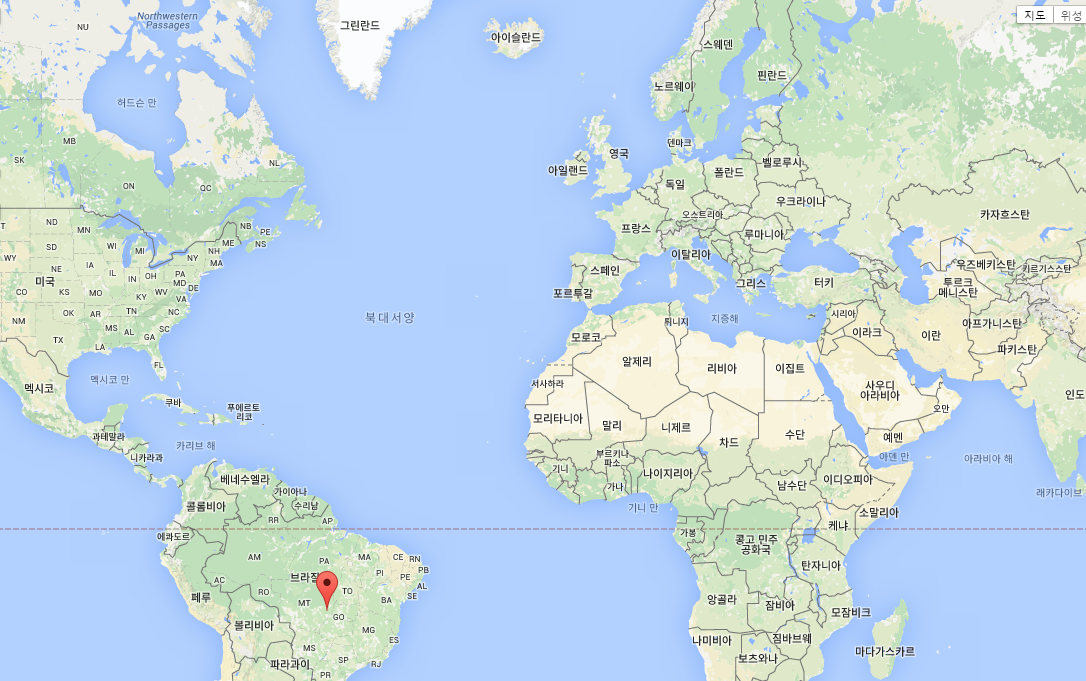 NU
Northwestern
Passages
그린란드
아이슬란드
지도
위성
스웨덴
핀란드
노르웨이
허드슨 만
MB
SK
ON
QC
NL
덴마크
영국
아일랜드
벨로루시
폴란드
독일
우크라이나
오스트리아
카자흐스탄
프랑스
루마니아
이탈리아
스페인
포르투갈
그리스
터키
우즈베키스탄
키르기스스탄
투르크
메니스탄
ND
MN
NB
PE
NS
ME
SD
WI
MI
NH
NY
MA
WY
NE
IA
IL
IN
OH
PA
MD
DE
미국
CO
KS
MO
KY
WV
VA
TN
NC
NM
OK
AR
MS
AL
GA
SC
TX
LA
FL
북대서양
모로코
튀니지
지중해
시리아
이라크
이란
아프가니스탄
파키스탄
인도
알제리
리비아
이집트
서사하라
사우디
아라비아
오만
예멘
멕시코
멕시코 만
쿠바
푸에르토
리코
과테말라
니카라과
카리브 해
모리타니아
말리
니제르
차드
수단
아덴 만
아라비아 해
래카다이브
기니
부르키나
파소
가나
나이지리아
남수단
이디오피아
소말리아
기니 만
베네수엘라
가이아나
수리남
콜롬비아
RR
AP
에콰도르
가봉
콩고 민주
공화국
케냐
탄자니아
AM
PA
MA
CE
RN
PB
PI
PE
AL
SE
AC
RO
TO
BA
MT
GO
페루
볼리비아
MG
ES
MS
SP
RJ
파라과이
PR
앙골라
잠비아
모잠비크
나미비아
짐바브웨
보츠와나
마다가스카르